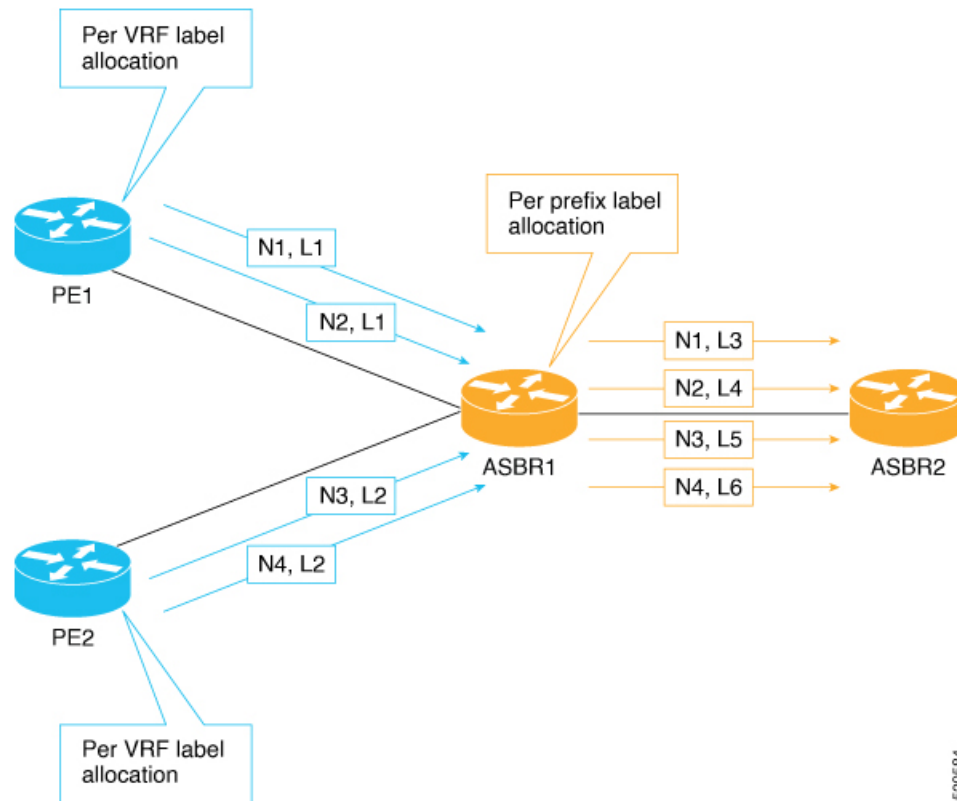 Per VRF label
allocation
PE1
N1, L1
N2, L1
Per prefix label
allocation
N1, L3
N2, L4
N3, L5
N4, L6
ASBR1
ASBR2
N3, L2
N4, L2
PE2
Per VRF label
allocation